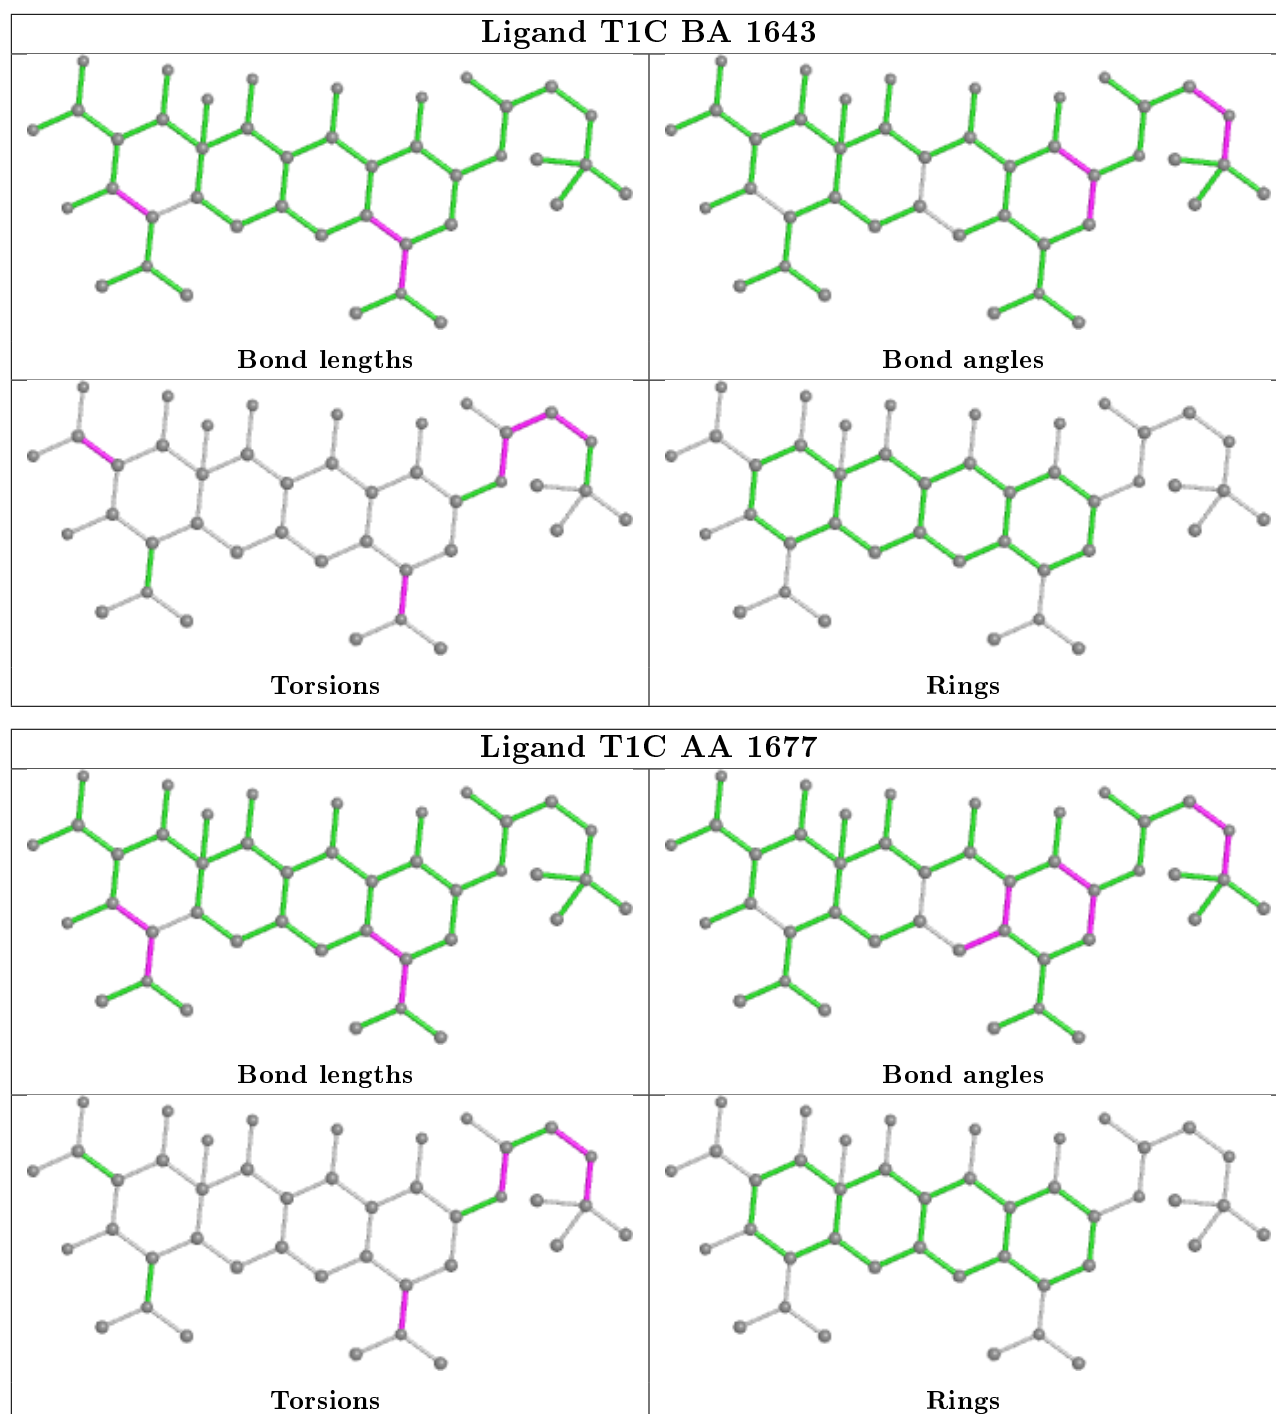 Ligand T1C BA 1643
Bond lengths
Bond angles
Torsions
Rings
Ligand T1C AA 1677
Bond lengths
Bond angles
Torsions
Rings